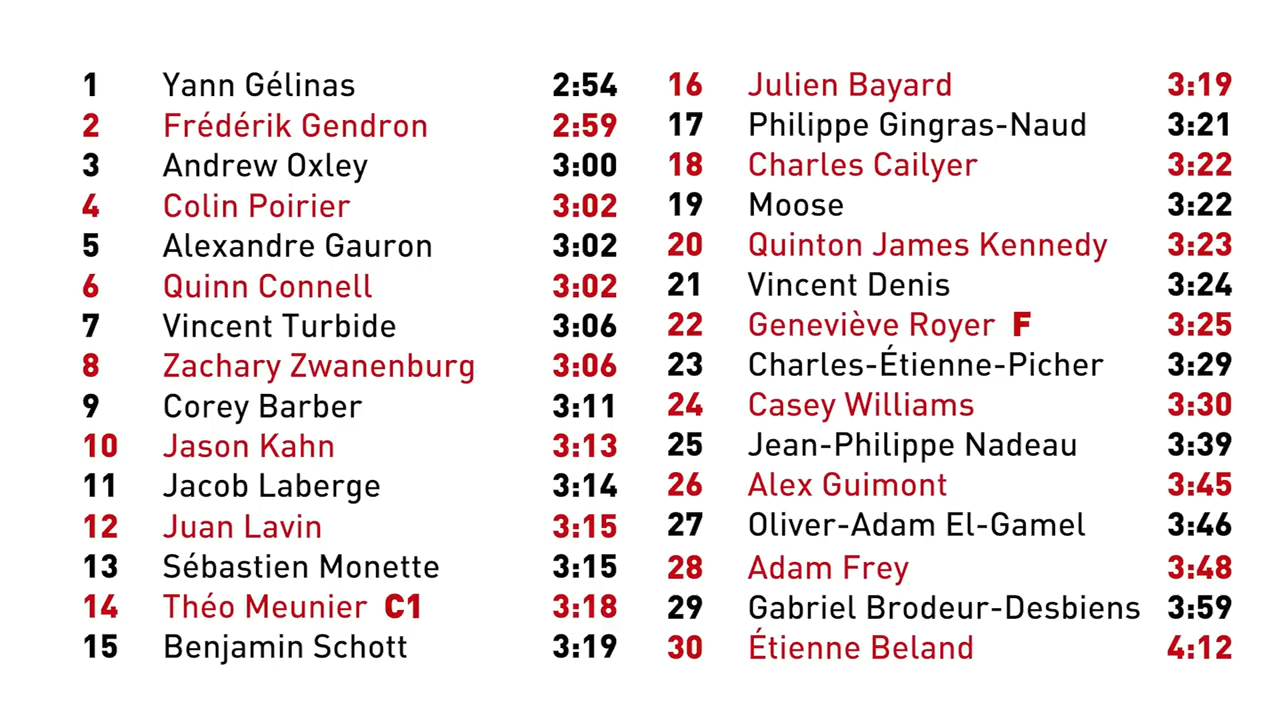 1 Yann Gélinas 2:54
2 Frédérik Gendron 2:59
3 Andrew Oxley 3:00
4 Colin Poirier 3:02
5 Alexandre Gauron 3:02
6 Quinn Connell 3:02
7 Vincent Turbide 3:06
8 Zachary Zwanenburg 3:06
9 Corey Barber 3:11
10 Jason Kahn 3:13
11 Jacob Laberge 3:14
12 Juan Lavin 3:15
13 Sébastien Monette 3:15
14 Théo Meunier C1 3:18
15 Benjamin Schott 3:19
16 Julien Bayard 3:19
17 Philippe Gingras-Naud 3:21
18 Charles Cailyer 3:22
19 Moose 3:22
20 Quinton James Kennedy 3:23
21 Vincent Denis 3:24
22 Geneviève Royer F 3:25
23 Charles-Étienne-Picher 3:29
24 Casey Williams 3:30
25 Jean-Philippe Nadeau 3:39
26 Alex Guimont 3:45
27 Oliver-Adam El-Gamel 3:46
28 Adam Frey 3:48
29 Gabriel Brodeur-Desbiens 3:59
30 Étienne Beland 4:12